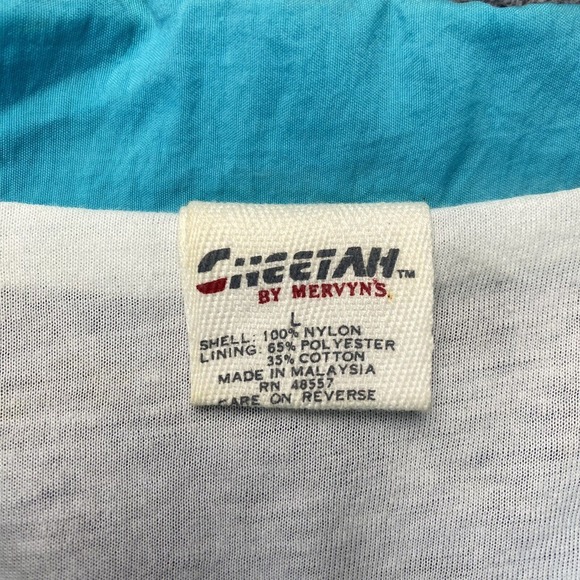 CHEETAH™
BY MERVYN'S.
L
SHELL: 100% NYLON
LINING: 65% POLYESTER
35% COTTON
MADE IN MALAYSIA
RN 48557
CARE ON REVERSE